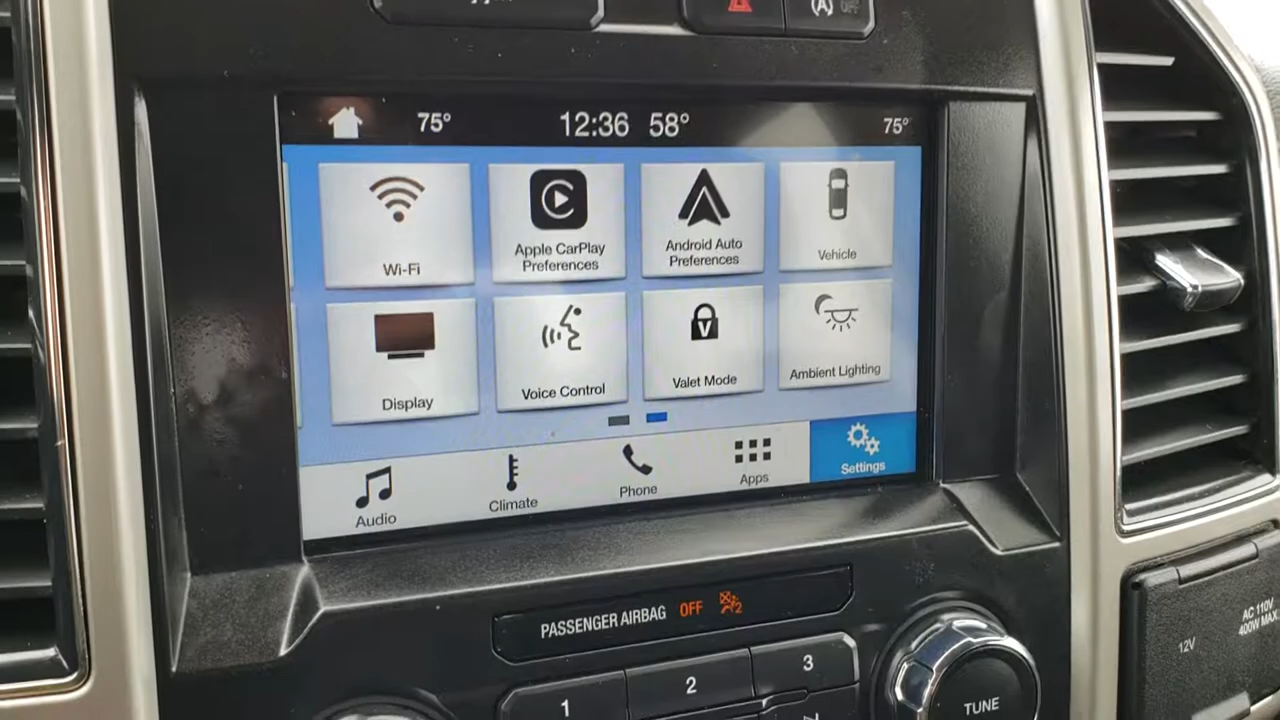 OFF
75° 12:36 58° 75°
Wi-Fi
Apple CarPlay
Preferences
Android Auto
Preferences
Vehicle
Display
Voice Control
V
Valet Mode
Ambient Lighting
Audio
Climate
Phone
Apps
Settings
PASSENGER AIRBAG OFF
2
1
2
3
TUNE
12V
AC 110V
400W MAX